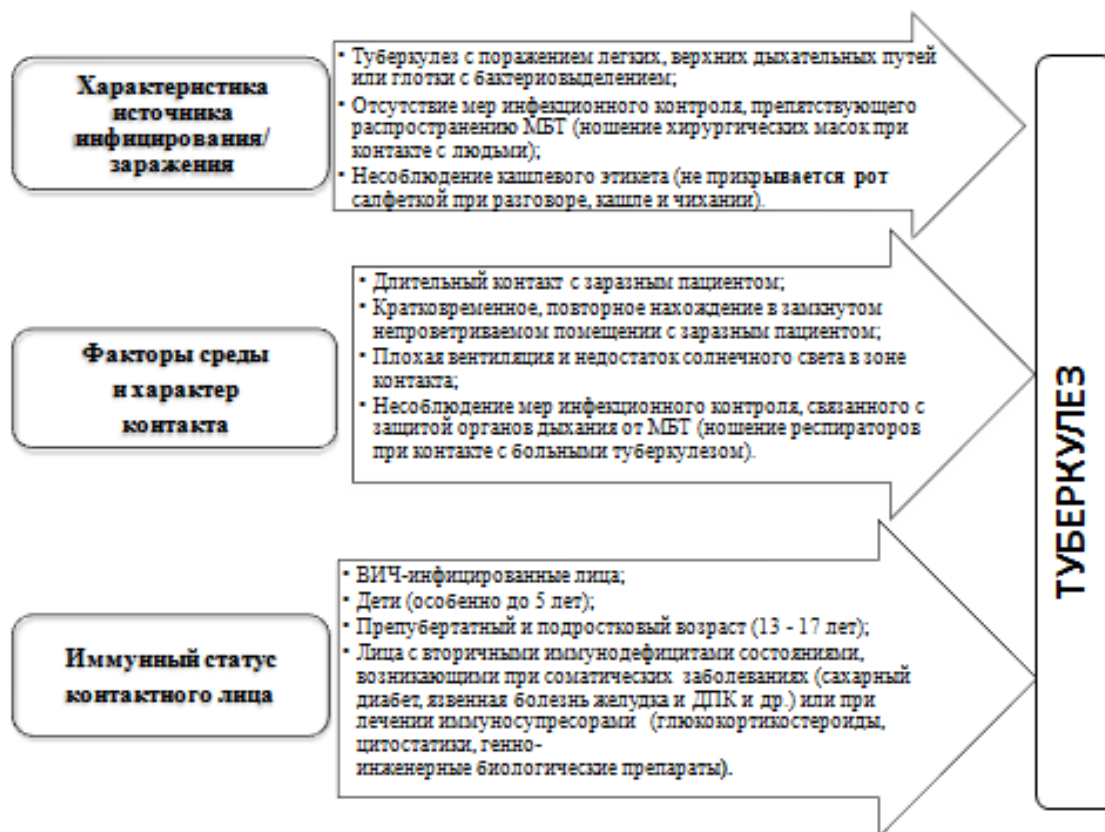 Характеристика
источника
инфицирования/
заражения
• Туберкулез с поражением легких, верхних дыхательных путей
или глотки с бактериовыделением;
• Отсутствие мер инфекционного контроля, препятствующего
распространению МБТ (ношение хирургических масок при
контакте с людьми);
• Несоблюдение кашлевого этикета (не прикрывается рот
салфеткой при разговоре, кашле и чихании).
Факторы среды
и характер
контакта
• Длительный контакт с заразным пациентом;
• Кратковременное, повторное нахождение в замкнутом
непроветриваемом помещении с заразным пациентом;
• Плохая вентиляция и недостаток солнечного света в зоне
контакта;
• Несоблюдение мер инфекционного контроля, связанного с
защитой органов дыхания от МБТ (ношение респираторов
при контакте с больными туберкулезом).
Иммунный статус
контактного лица
• ВИЧ-инфицированные лица;
• Дети (особенно до 5 лет);
• Препубертатный и подростковый возраст (13 - 17 лет);
• Лица с вторичными иммунодефицитами состояниями,
возникающими при соматических заболеваниях (сахарный
диабет, язвенная болезнь желудка и ДПК и др.) или при
лечении иммуносупресорами (глюкокортикостероиды,
цитостатики, генно-
инженерные биологические препараты).
ТУБЕРКУЛЕЗ